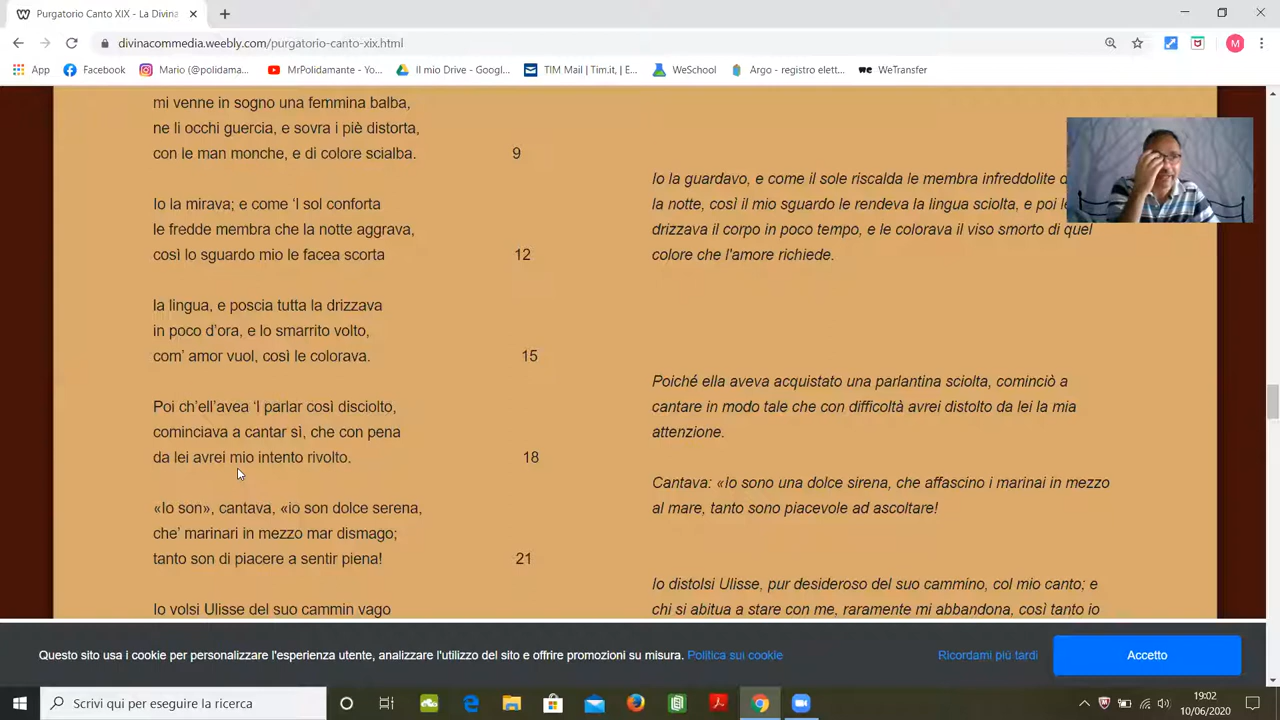 Purgatorio Canto XIX - La Divina
divinacommedia.weebly.com/purgatorio-canto-xix.html
M
App
Facebook
Mario (@polidama...
MrPolidamante - Yo...
Il mio Drive - Googl...
TIM Mail | Tim.it, | E...
WeSchool
Argo - registro elett...
WeTransfer
mi venne in sogno una femmina balba,
ne li occhi guercia, e sovra i piè distorta,
con le man monche, e di colore scialba. 9
Io la mirava; e come ‘l sol conforta
le fredde membra che la notte aggrava,
così lo sguardo mio le facea scorta 12
la lingua, e poscia tutta la drizzava
in poco d’ora, e lo smarrito volto,
com’ amor vuol, così le colorava. 15
Poi ch’ell’avea ‘l parlar così disciolto,
cominciava a cantar sì, che con pena
da lei avrei mio intento rivolto. 18
«Io son», cantava, «io son dolce serena,
che’ marinari in mezzo mar dismago;
tanto son di piacere a sentir piena! 21
Io volsi Ulisse del suo cammin vago
Io la guardavo, e come il sole riscalda le membra infreddolite
la notte, così il mio sguardo le rendeva la lingua sciolta, e poi
drizzava il corpo in poco tempo, e le colorava il viso smorto di quel
colore che l'amore richiede.
Poiché ella aveva acquistato una parlantina sciolta, cominciò a
cantare in modo tale che con difficoltà avrei distolto da lei la mia
attenzione.
Cantava: «Io sono una dolce sirena, che affascino i marinai in mezzo
al mare, tanto sono piacevole ad ascoltare!
Io distolsi Ulisse, pur desideroso del suo cammino, col mio canto; e
chi si abitua a stare con me, raramente mi abbandona, così tanto io
Questo sito usa i cookie per personalizzare l'esperienza utente, analizzare l'utilizzo del sito e offrire promozioni su misura. Politica sui cookie
Ricordami più tardi
Accetto
Scrivi qui per eseguire la ricerca
19:02
10/06/2020